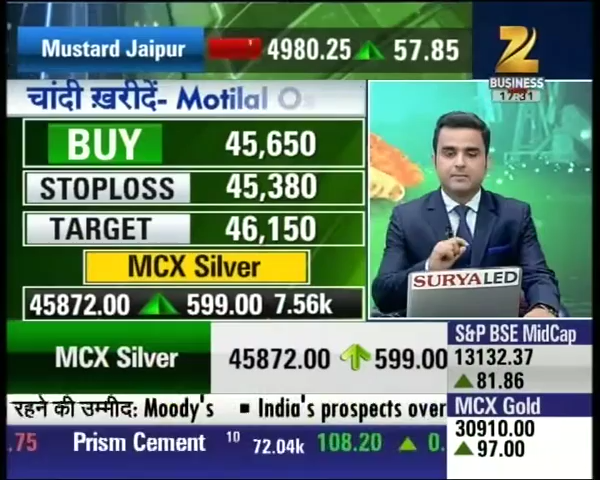 Mustard Jaipur 4980.25 57.85
Z
BUSINESS
17:31
चांदी ख़रीदें- Motilal
BUY 45,650
STOPLOSS 45,380
TARGET 46,150
MCX Silver
45872.00 599.00 7.56k
SURYA LED
MCX Silver 45872.00 599.00
S&P BSE MidCap
13132.37
81.86
MCX Gold
30910.00
97.00
रहने की उम्मीद: Moody's ▪ India's prospects over
.75 Prism Cement 10 72.04k 108.20 0.